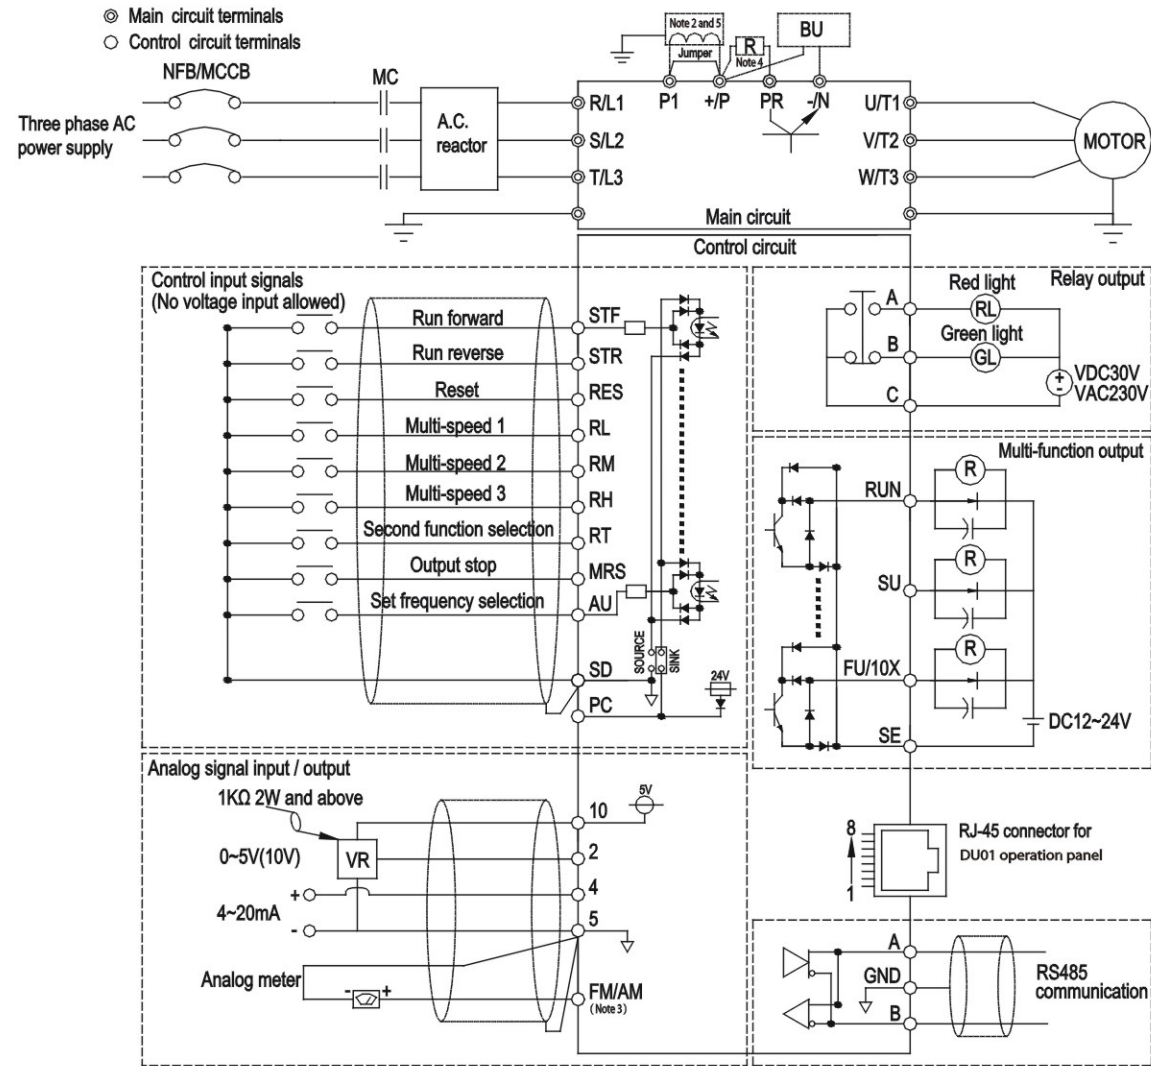 Main circuit terminals
Control circuit terminals
NFB/MCCB
MC
Three phase AC
power supply
A.C.
reactor
Note 2 and 5
Jumper
R
Note 4
BU
R/L1
P1
+/P
PR
-/N
U/T1
S/L2
V/T2
T/L3
W/T3
MOTOR
Main circuit
Control circuit
Control input signals
(No voltage input allowed)
Run forward
STF
Run reverse
STR
Reset
RES
Multi-speed 1
RL
Multi-speed 2
RM
Multi-speed 3
RH
Second function selection
RT
Output stop
MRS
Set frequency selection
AU
SOURCE
SINK
SD
24V
PC
Relay output
Red light
A
RL
Green light
B
GL
C
+
-
VDC30V
VAC230V
Multi-function output
R
RUN
R
SU
R
FU/10X
DC12~24V
SE
Analog signal input / output
1KΩ 2W and above
10
5V
0~5V(10V)
VR
2
+
4
4~20mA
-
5
Analog meter
-
+
FM/AM
(Note 3)
8
1
RJ-45 connector for
DU01 operation panel
A
GND
B
RS485
communication